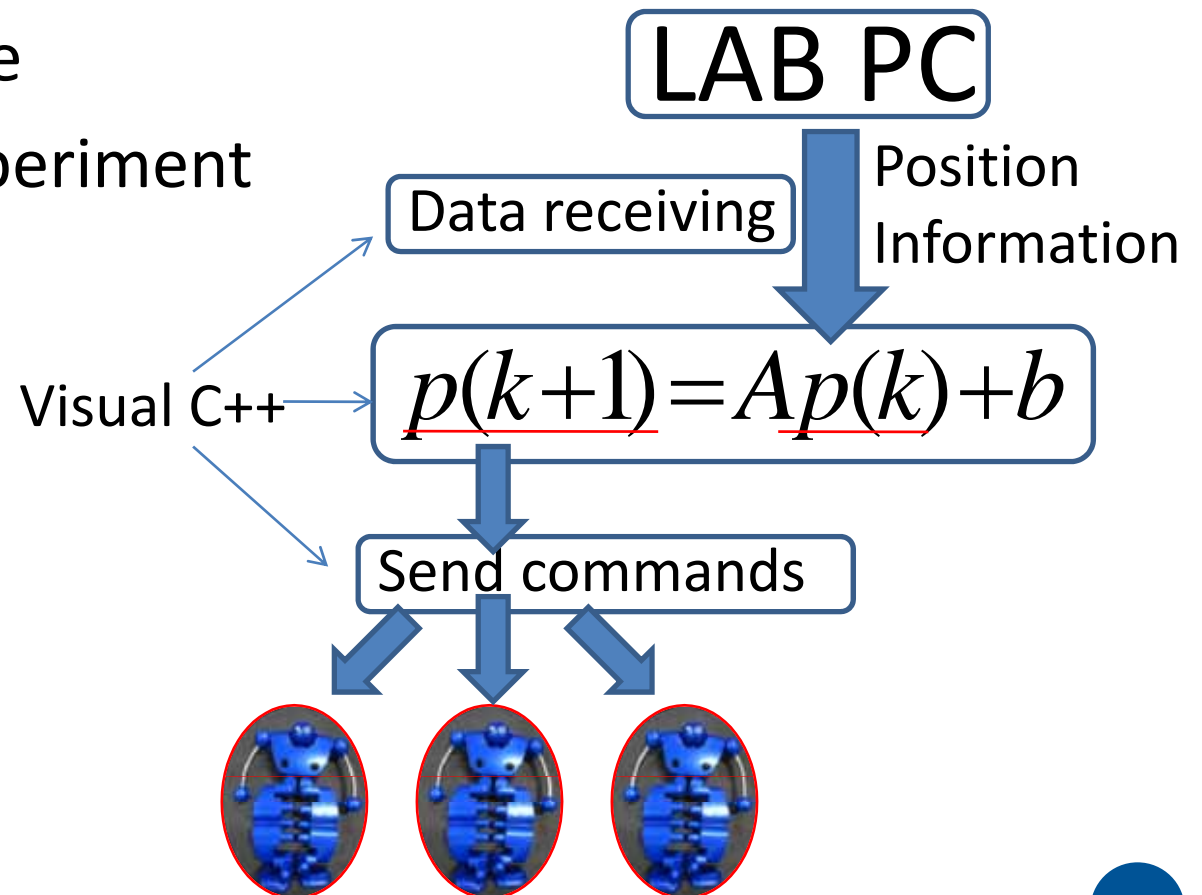 e
periment
LAB PC
Position
Information
Data receiving
Visual C++
p(k+1)=Ap(k)+b
Send commands